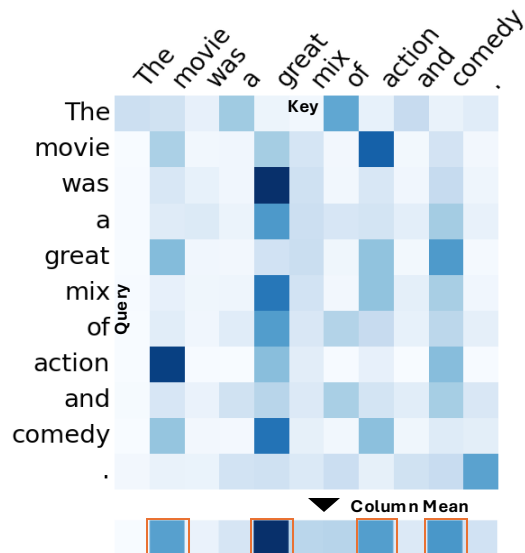 The movie was a great mix of action and comedy .
The Key
movie
was
a
great
mix
Query
of
action
and
comedy
.
Column Mean